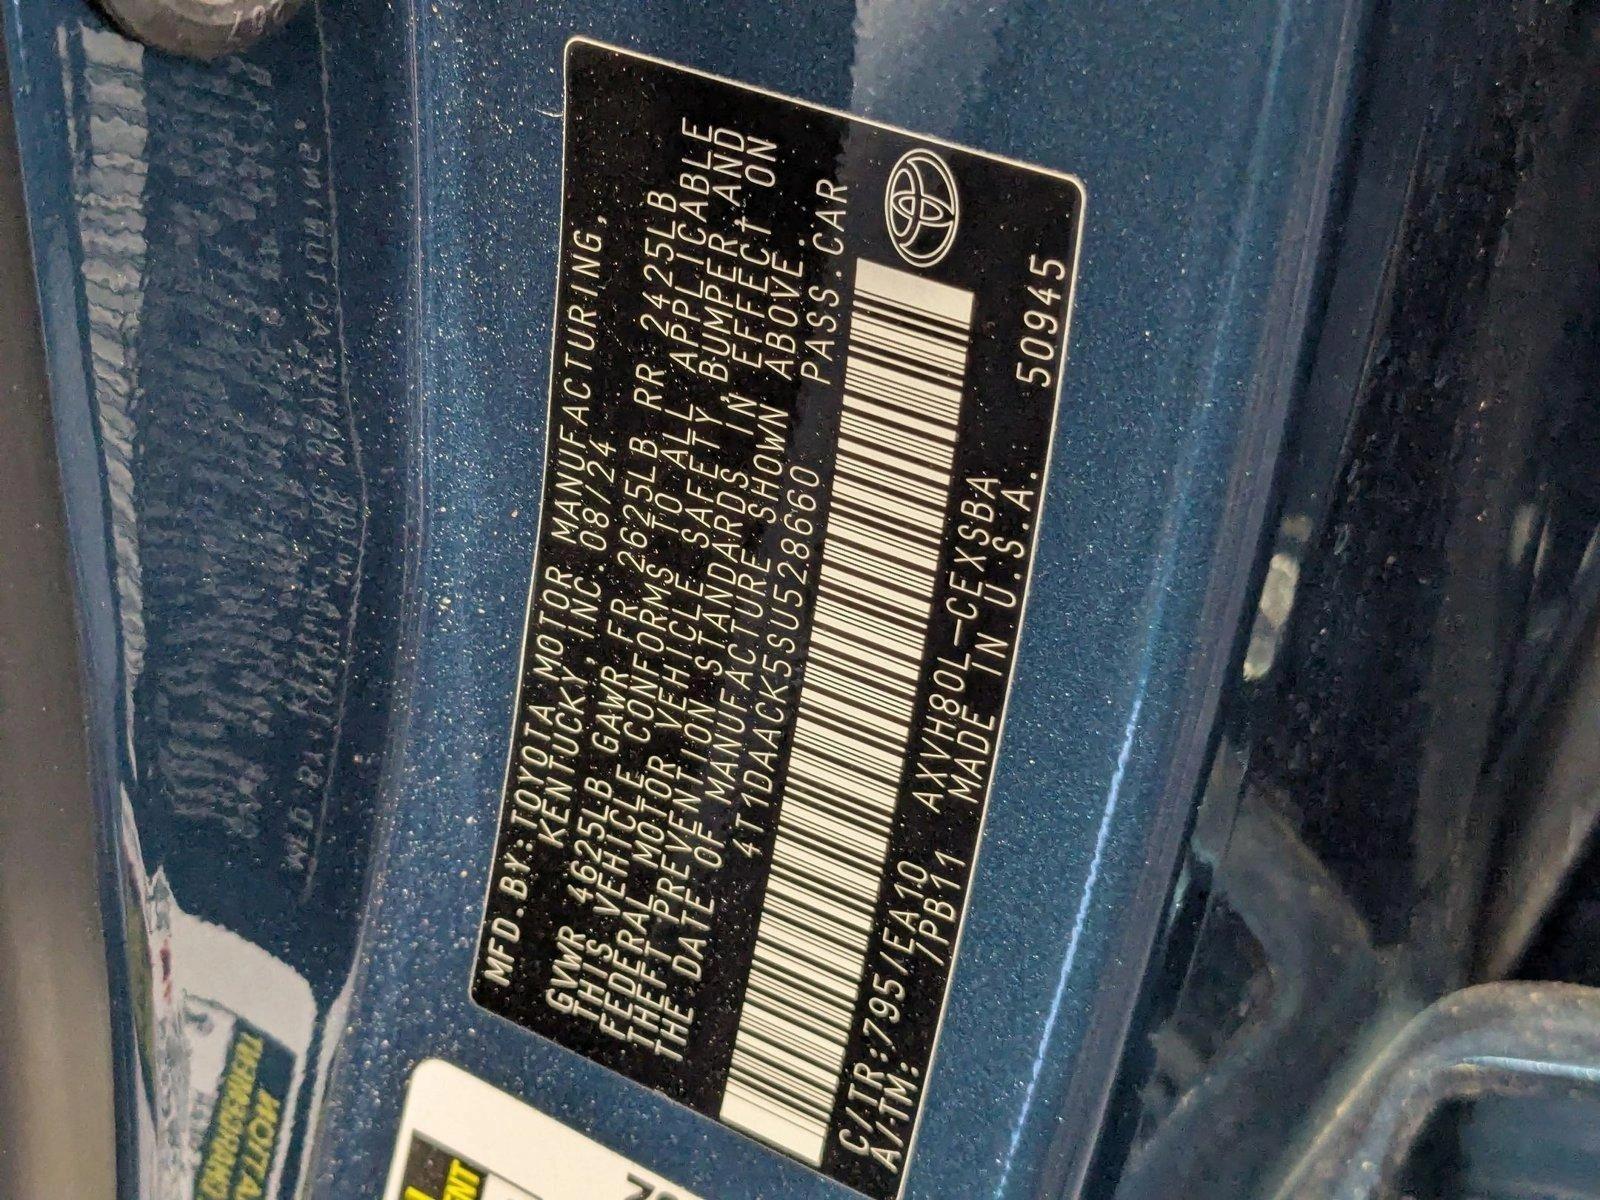 MFD.BY:TOYOTA MOTOR MANUFACTURING,
KENTUCKY, INC. 08/24
GVWR 4625LB GAWR FR 2625LB RR 2425LB
THIS VEHICLE CONFORMS TO ALL APPLICABLE
FEDERAL MOTOR VEHICLE SAFETY, BUMPER, AND
THEFT PREVENTION STANDARDS IN EFFECT ON
THE DATE OF MANUFACTURE SHOWN ABOVE.
4T1DAACK5SU528660 PASS.CAR
C/TR:795/EA10 AXVH80L-CEXSBA 50945
A/TM: /PB11 MADE IN U.S.A.